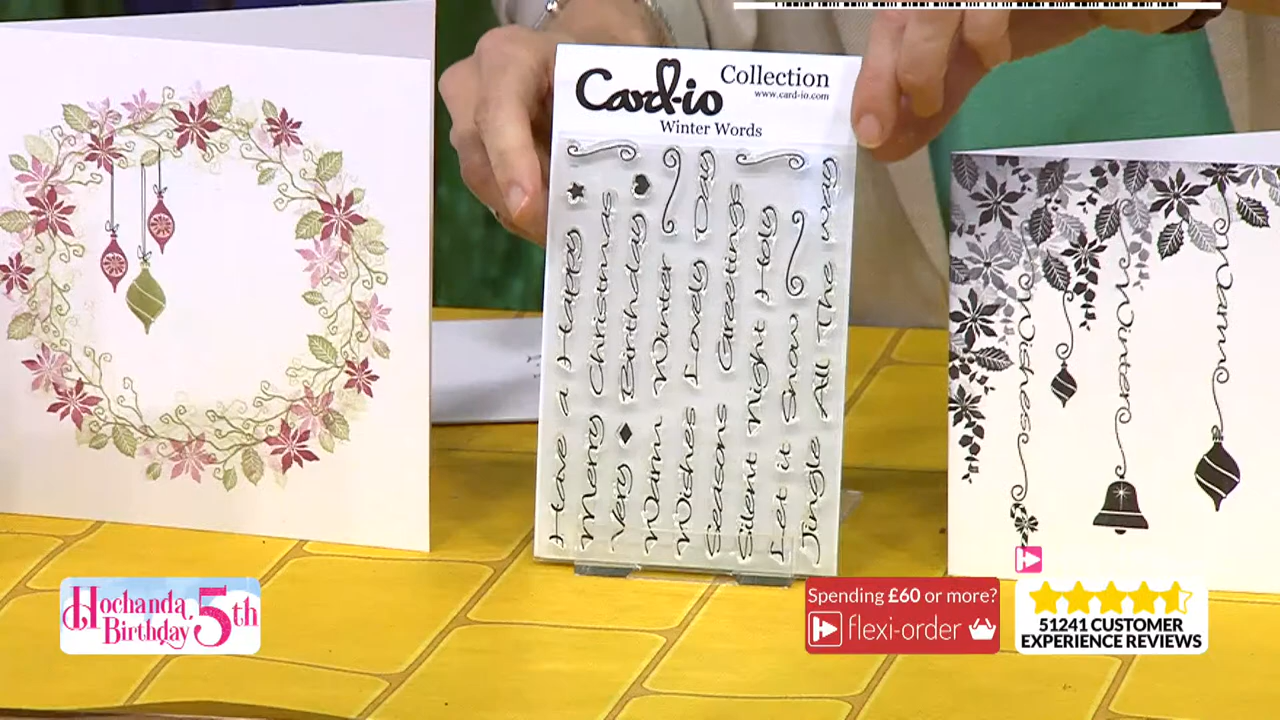 Card-io
Collection
www.card-io.com
Winter Words
Have a Happy
Merry Christmas
Very Birthday
Warm Winter
Wishes Lovely Day
Seasons Greetings
Silent Night Holy
Let it Snow
Jingle All The Way
Wishes
Winters
Warm
Hochanda
Birthday
5th
Spending £60 or more?
flexi-order
51241 CUSTOMER
EXPERIENCE REVIEWS